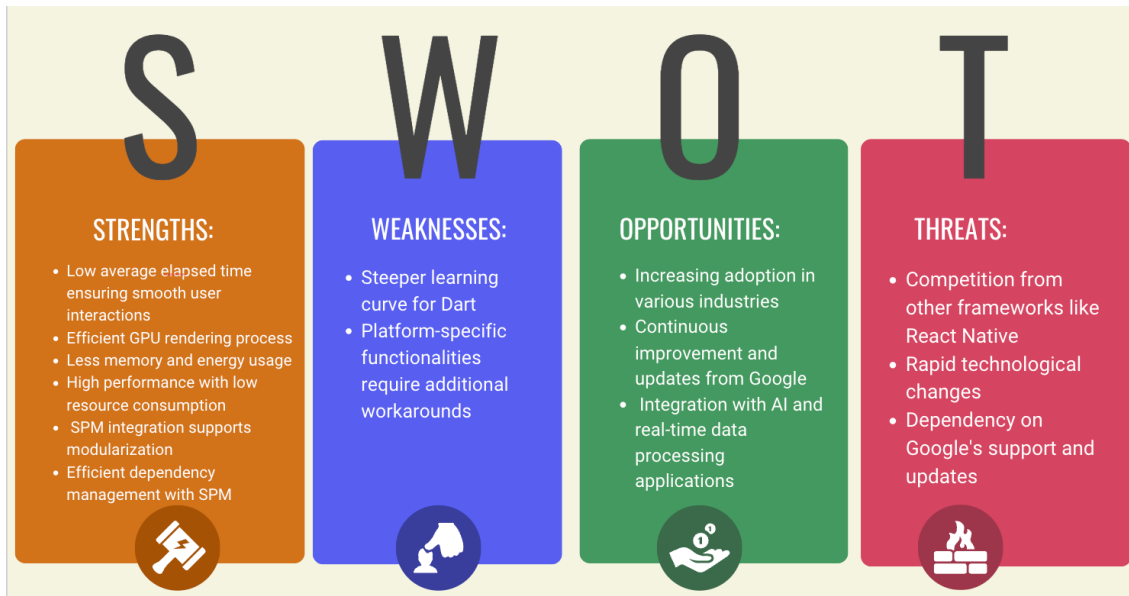 S
W
O
T
STRENGTHS:
• Low average elapsed time
ensuring smooth user
interactions
• Efficient GPU rendering process
• Less memory and energy usage
• High performance with low
resource consumption
• SPM integration supports
modularization
• Efficient dependency
management with SPM
WEAKNESSES:
• Steeper learning
curve for Dart
• Platform-specific
functionalities
require additional
workarounds
OPPORTUNITIES:
• Increasing adoption in
various industries
• Continuous
improvement and
updates from Google
• Integration with AI and
real-time data
processing
applications
1
1
THREATS:
• Competition from
other frameworks like
React Native
• Rapid technological
changes
• Dependency on
Google's support and
updates